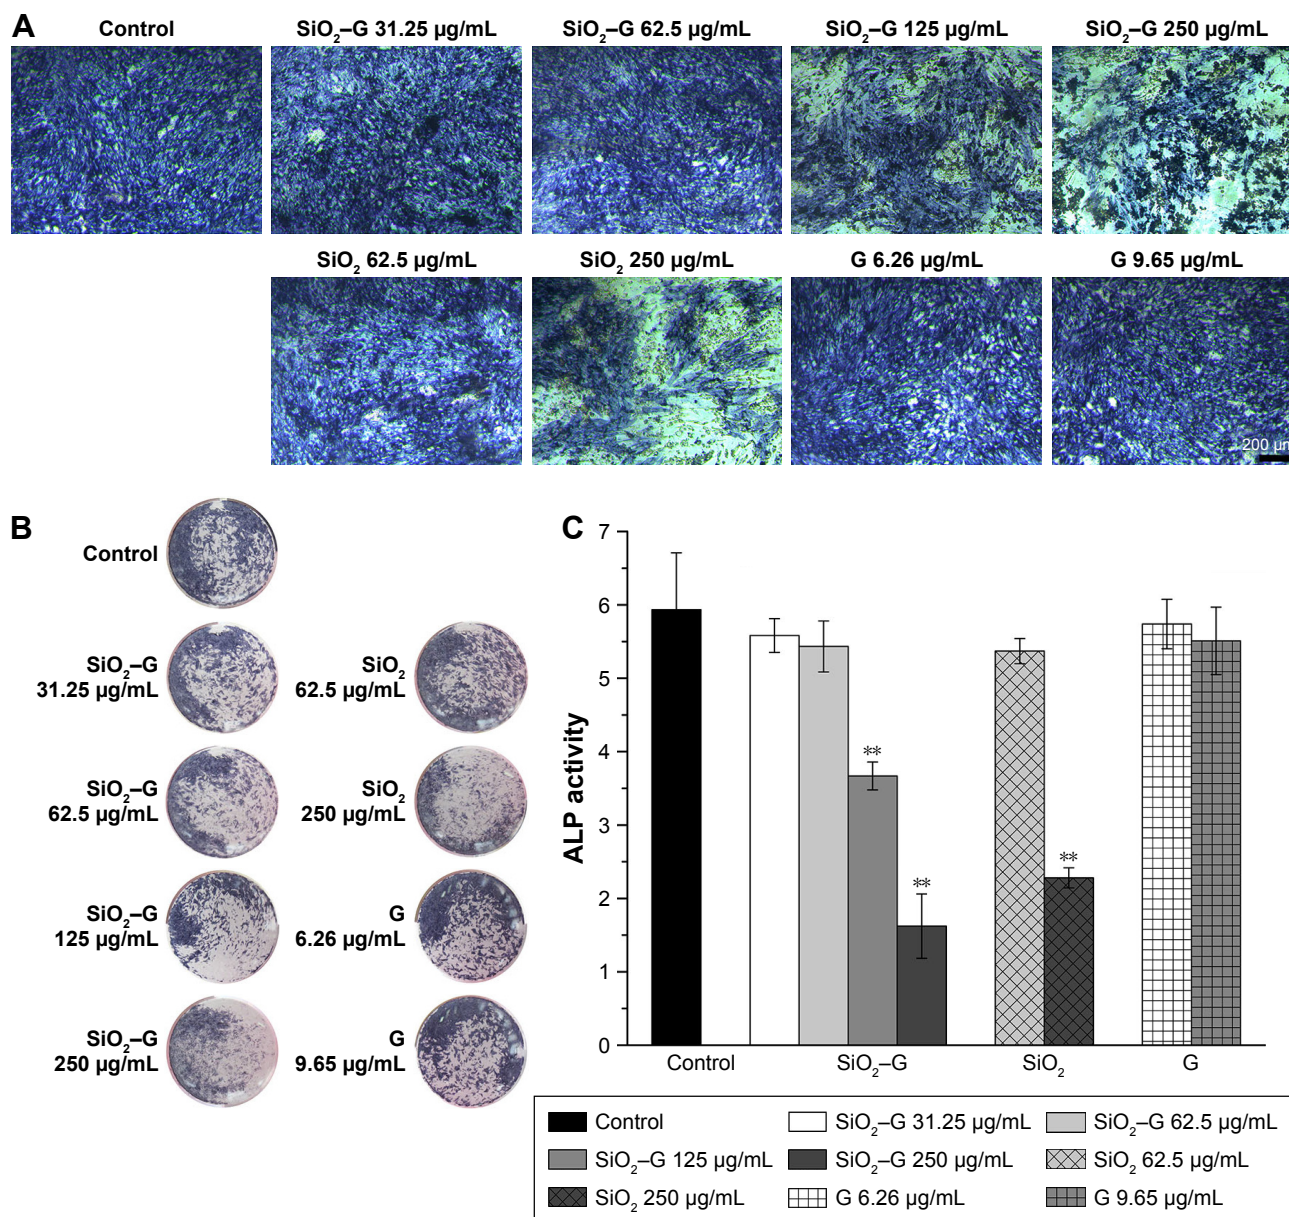 A
Control
SiO₂–G 31.25 µg/mL
SiO₂–G 62.5 µg/mL
SiO₂–G 125 µg/mL
SiO₂–G 250 µg/mL
SiO₂ 62.5 µg/mL
SiO₂ 250 µg/mL
G 6.26 µg/mL
G 9.65 µg/mL
200 µm
B
Control
SiO₂–G
31.25 µg/mL
SiO₂
62.5 µg/mL
SiO₂–G
62.5 µg/mL
SiO₂
250 µg/mL
SiO₂–G
125 µg/mL
G
6.26 µg/mL
SiO₂–G
250 µg/mL
G
9.65 µg/mL
C
ALP activity
7
6
5
4
3
2
1
0
**
**
**
Control
SiO₂–G
SiO₂
G
Control
SiO₂–G 31.25 µg/mL
SiO₂–G 62.5 µg/mL
SiO₂–G 125 µg/mL
SiO₂–G 250 µg/mL
SiO₂ 62.5 µg/mL
SiO₂ 250 µg/mL
G 6.26 µg/mL
G 9.65 µg/mL